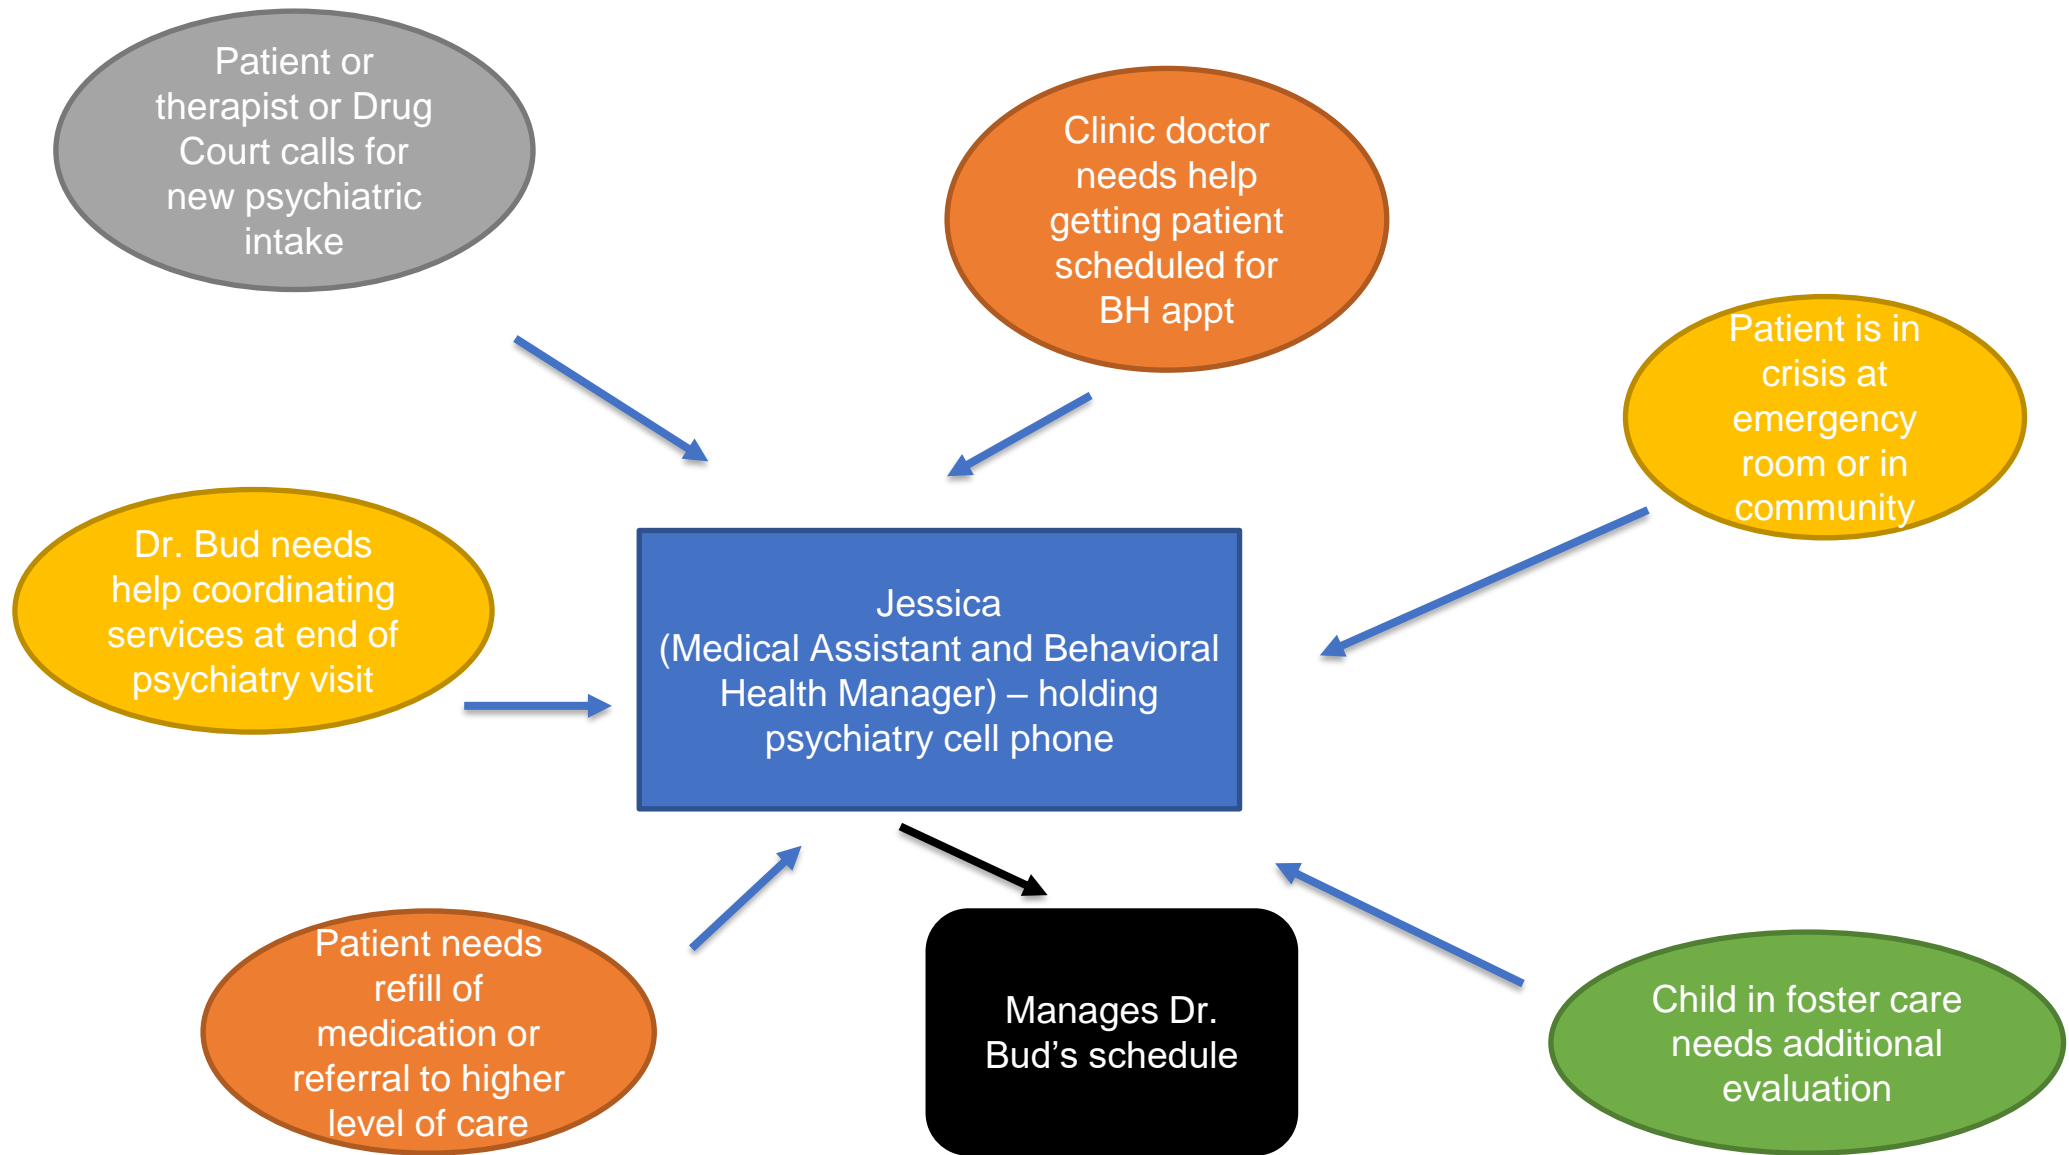 Patient or
therapist or Drug
Court calls for
new psychiatric
intake
Clinic doctor
needs help
getting patient
scheduled for
BH appt
Patient is in
crisis at
emergency
room or in
community
Dr. Bud needs
help coordinating
services at end of
psychiatry visit
Jessica
(Medical Assistant and Behavioral
Health Manager) – holding
psychiatry cell phone
Patient needs
refill of
medication or
referral to higher
level of care
Manages Dr.
Bud’s schedule
Child in foster care
needs additional
evaluation